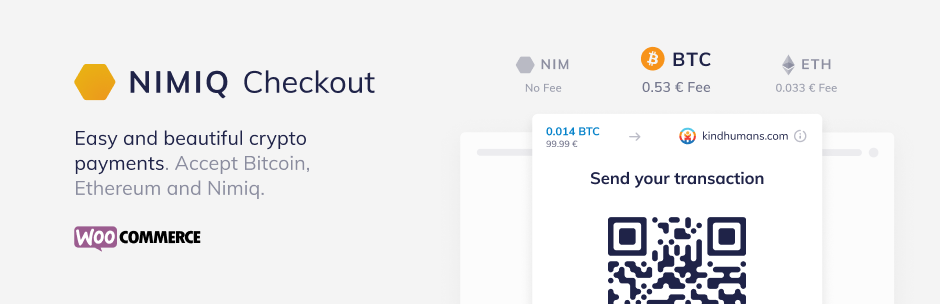 NIMIQ Checkout
Easy and beautiful crypto
payments. Accept Bitcoin,
Ethereum and Nimiq.
WOO COMMERCE
NIM
No Fee
BTC
0.53 € Fee
ETH
0.033 € Fee
0.014 BTC
99.99 €
kindhumans.com
Send your transaction